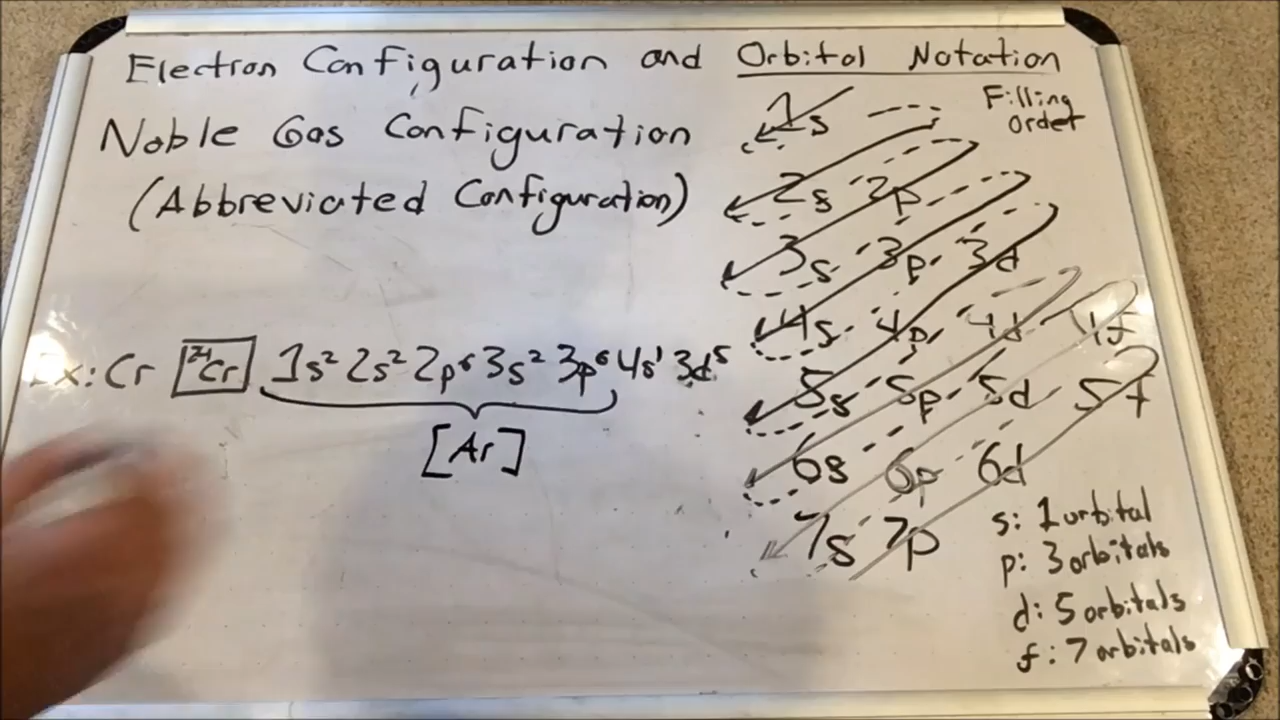 Electron Configuration and Orbital Notation
Noble Gas Configuration
(Abbreviated Configuration)
Filling
Order
1s
2s 2p
3s 3p 3d
4s 4p 4d 4f
5s 5p 5d 5f
6s 6p 6d
7s 7p
Ex: Cr ²⁴Cr 1s² 2s² 2p⁶ 3s² 3p⁶ 4s¹ 3d⁵
[Ar]
s: 1 orbital
p: 3 orbitals
d: 5 orbitals
f: 7 orbitals